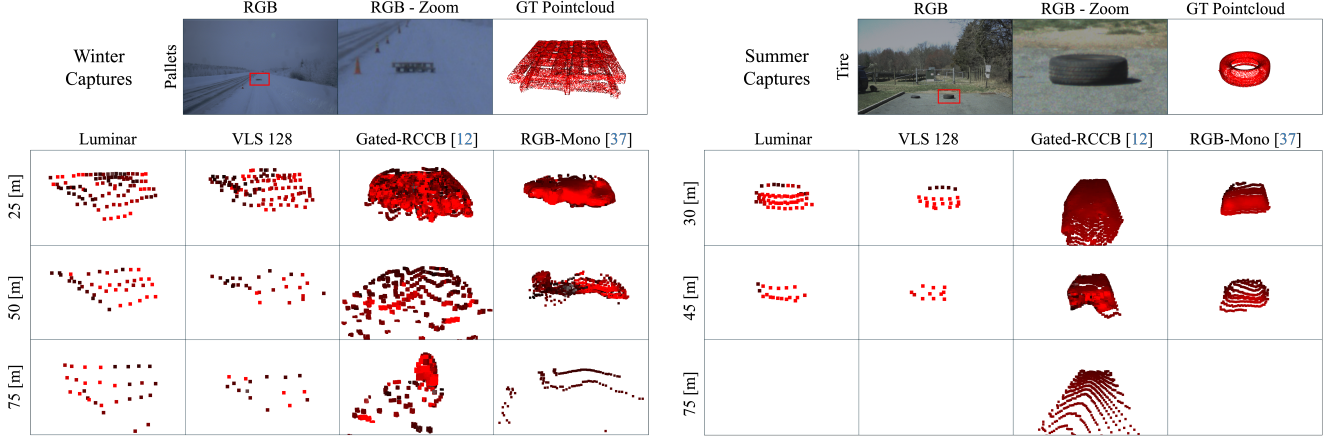 RGB
RGB - Zoom
GT Pointcloud
Winter
Captures
Pallets
Luminar
VLS 128
Gated-RCCB [12]
RGB-Mono [37]
25 [m]
50 [m]
75 [m]
RGB
RGB - Zoom
GT Pointcloud
Summer
Captures
Tire
Luminar
VLS 128
Gated-RCCB [12]
RGB-Mono [37]
30 [m]
45 [m]
75 [m]